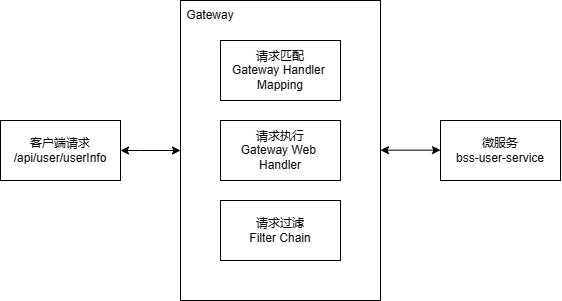 Gateway
请求匹配
Gateway Handler
Mapping
客户端请求
/api/user/userInfo
请求执行
Gateway Web
Handler
微服务
bss-user-service
请求过滤
Filter Chain